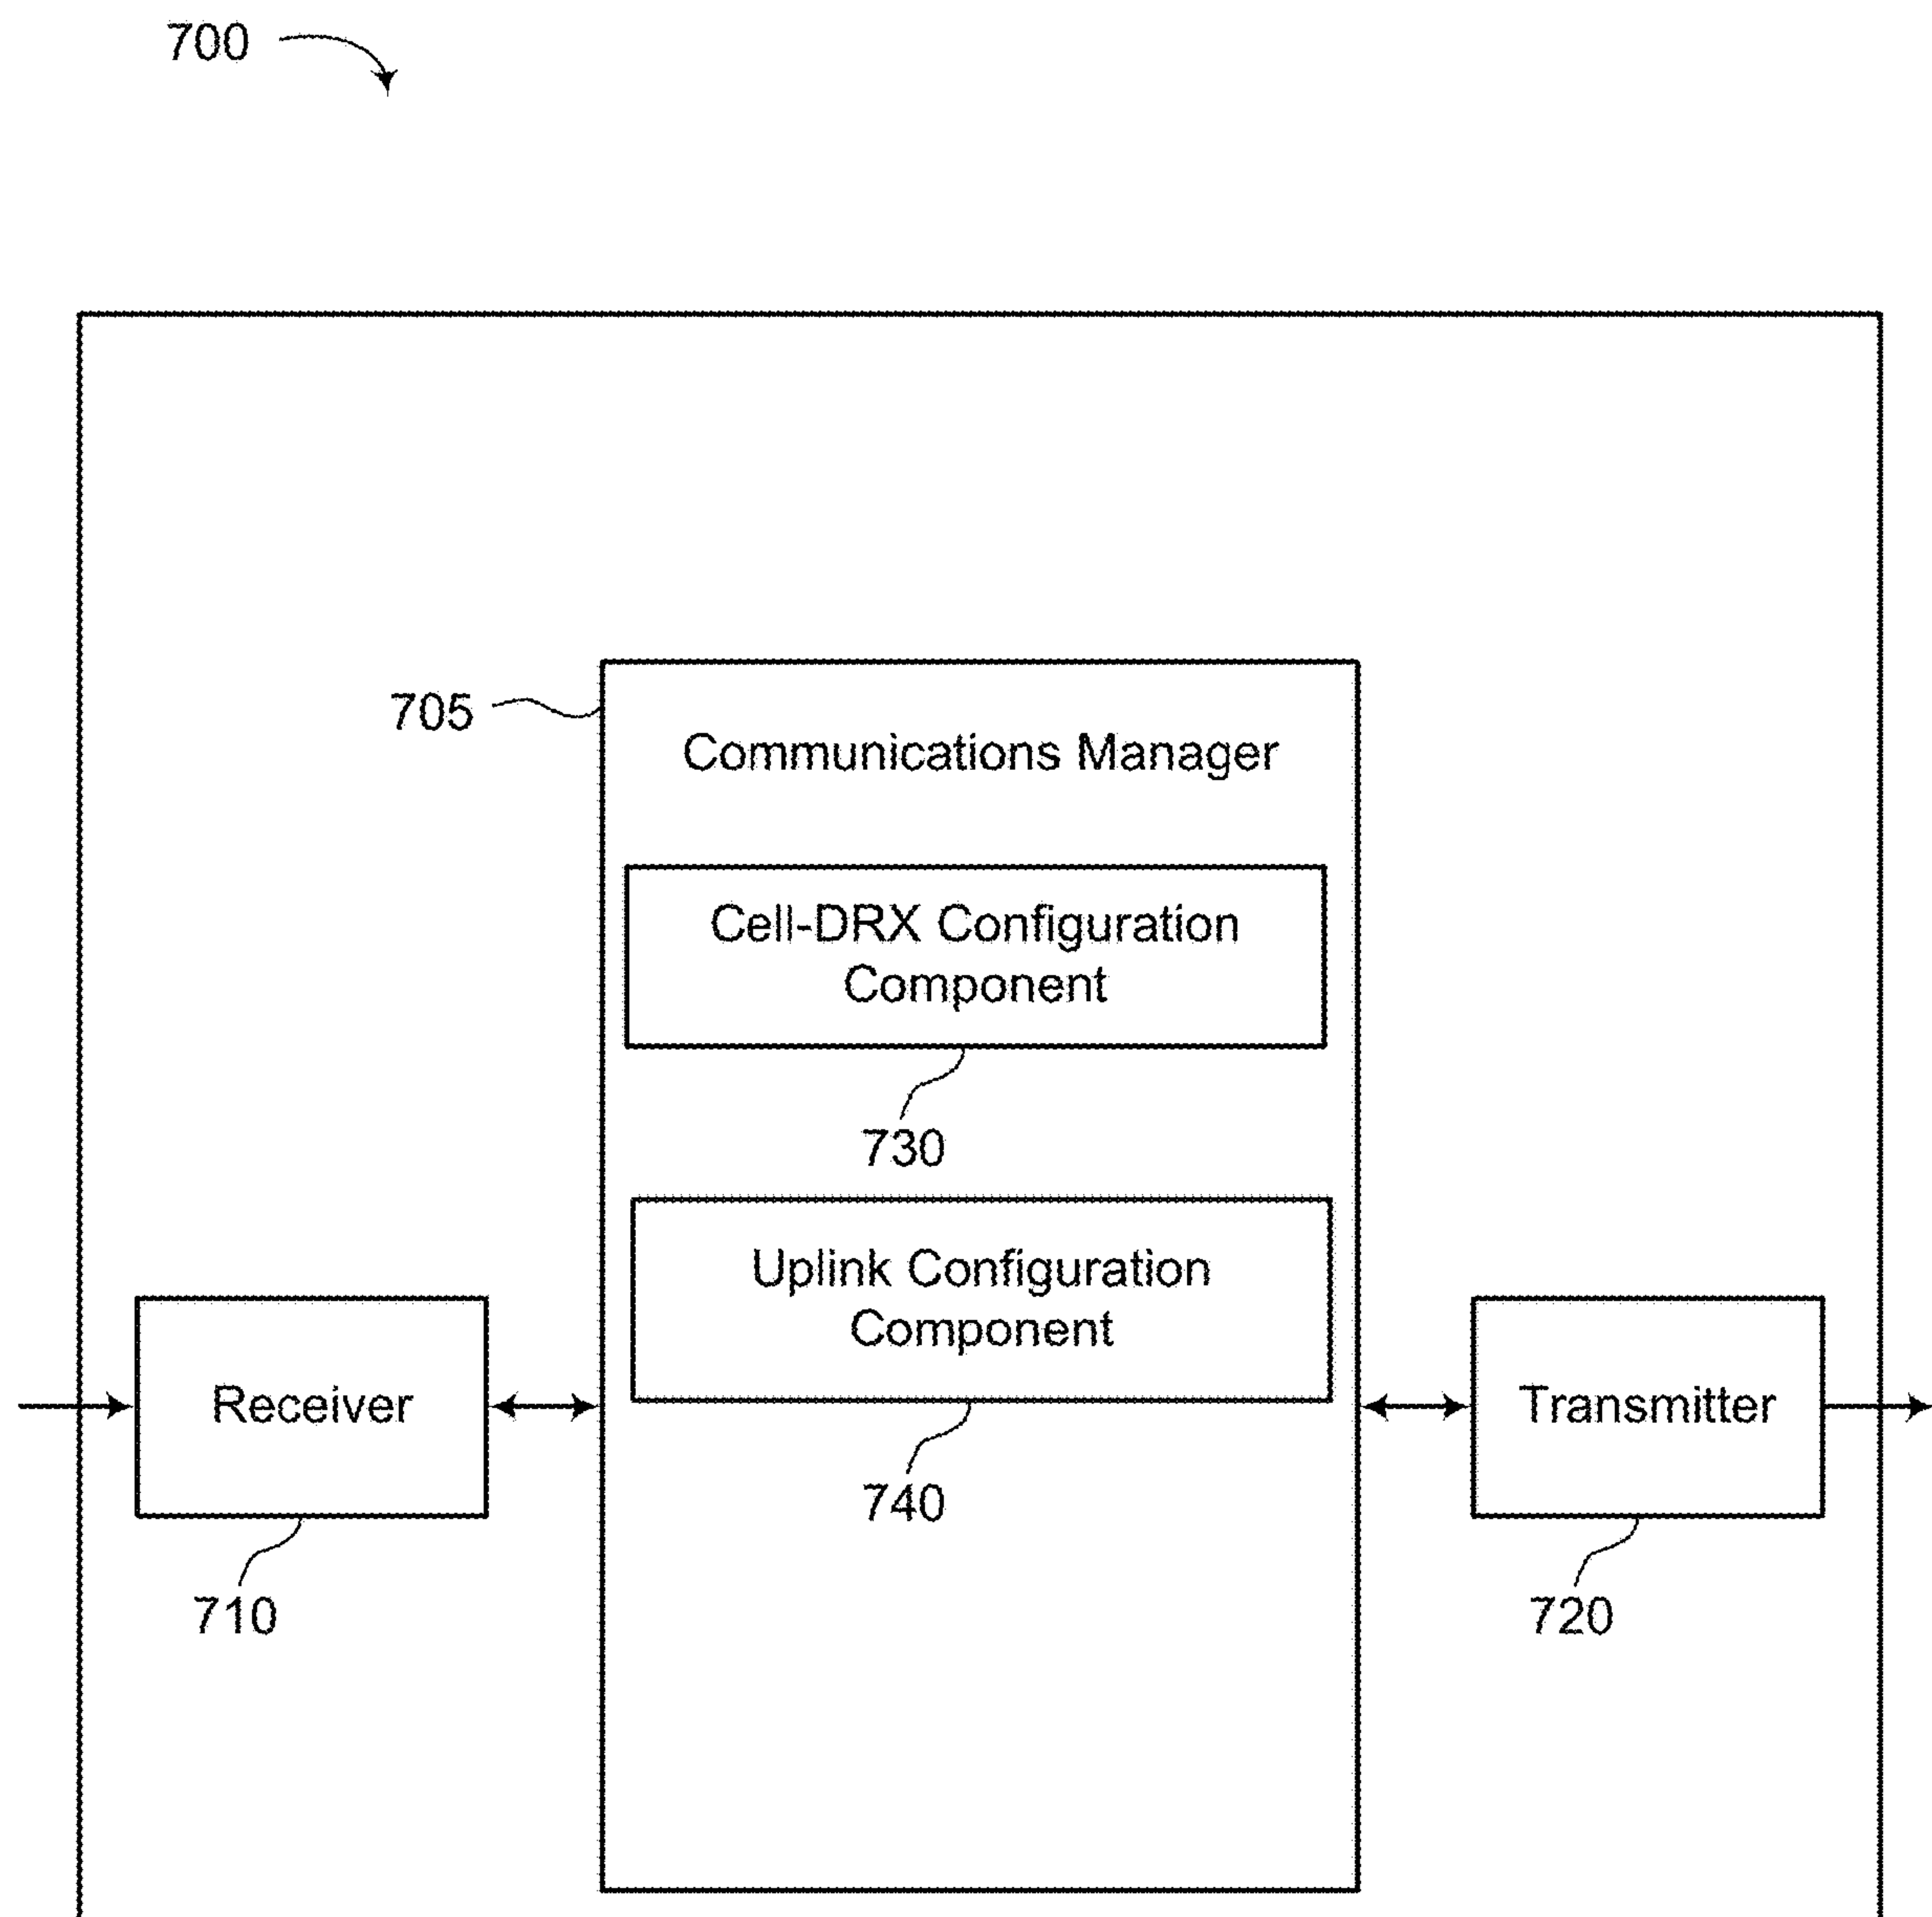 700
705
Communications Manager
Cell-DRX Configuration
Component
730
Uplink Configuration
Component
Receiver
Transmitter
740
710
720